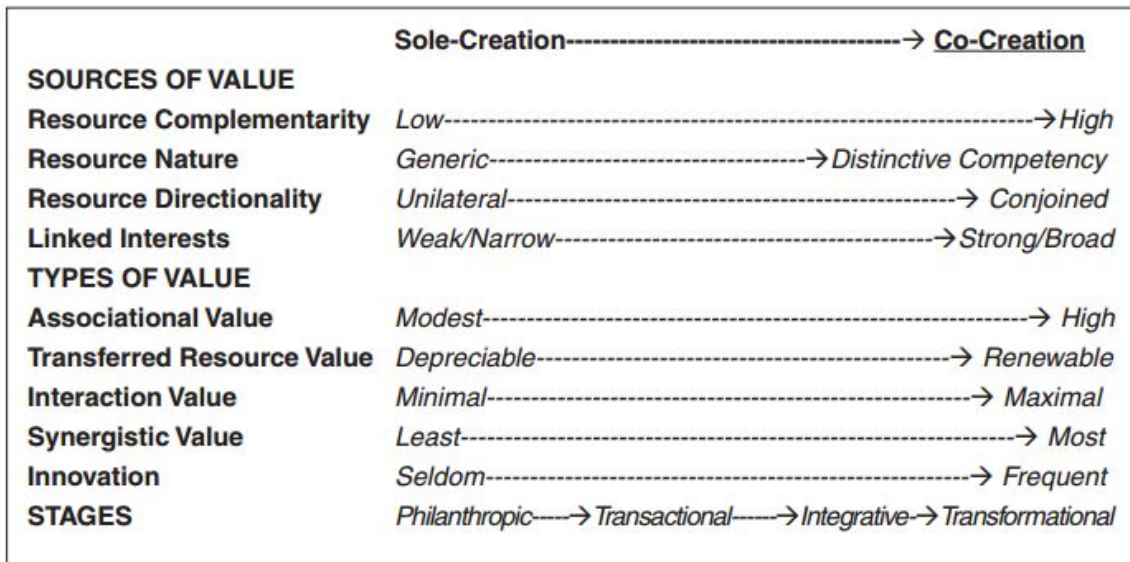 Sole-Creation--------------------------------------→ Co-Creation
SOURCES OF VALUE
Resource Complementarity Low-------------------------------------------------------------------→High
Resource Nature Generic------------------------------------→Distinctive Competency
Resource Directionality Unilateral---------------------------------------------------→ Conjoined
Linked Interests Weak/Narrow-------------------------------------------→Strong/Broad
TYPES OF VALUE
Associational Value Modest--------------------------------------------------------------→ High
Transferred Resource Value Depreciable-----------------------------------------------→ Renewable
Interaction Value Minimal-------------------------------------------------------→ Maximal
Synergistic Value Least---------------------------------------------------------------→ Most
Innovation Seldom-------------------------------------------------------→ Frequent
STAGES Philanthropic-----→Transactional------→Integrative-→Transformational